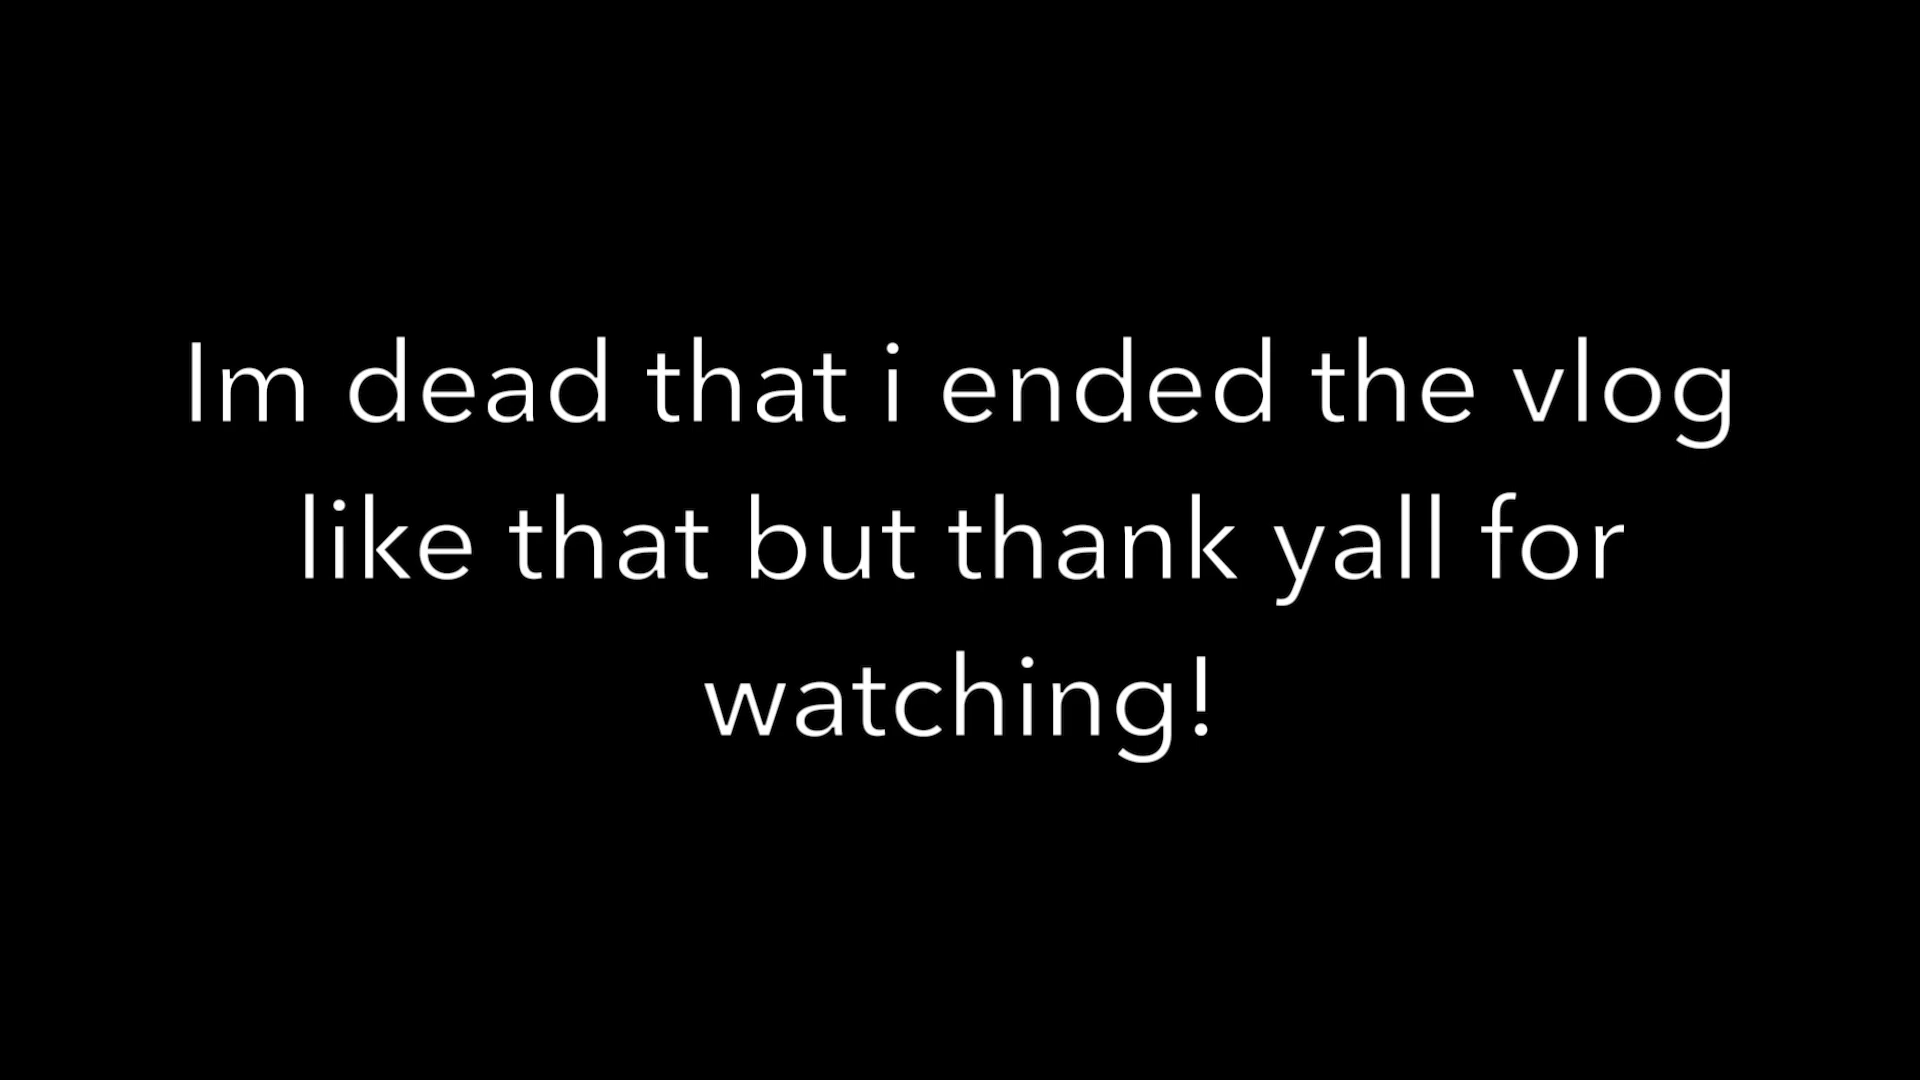 Im dead that i ended the vlog
like that but thank yall for
watching!